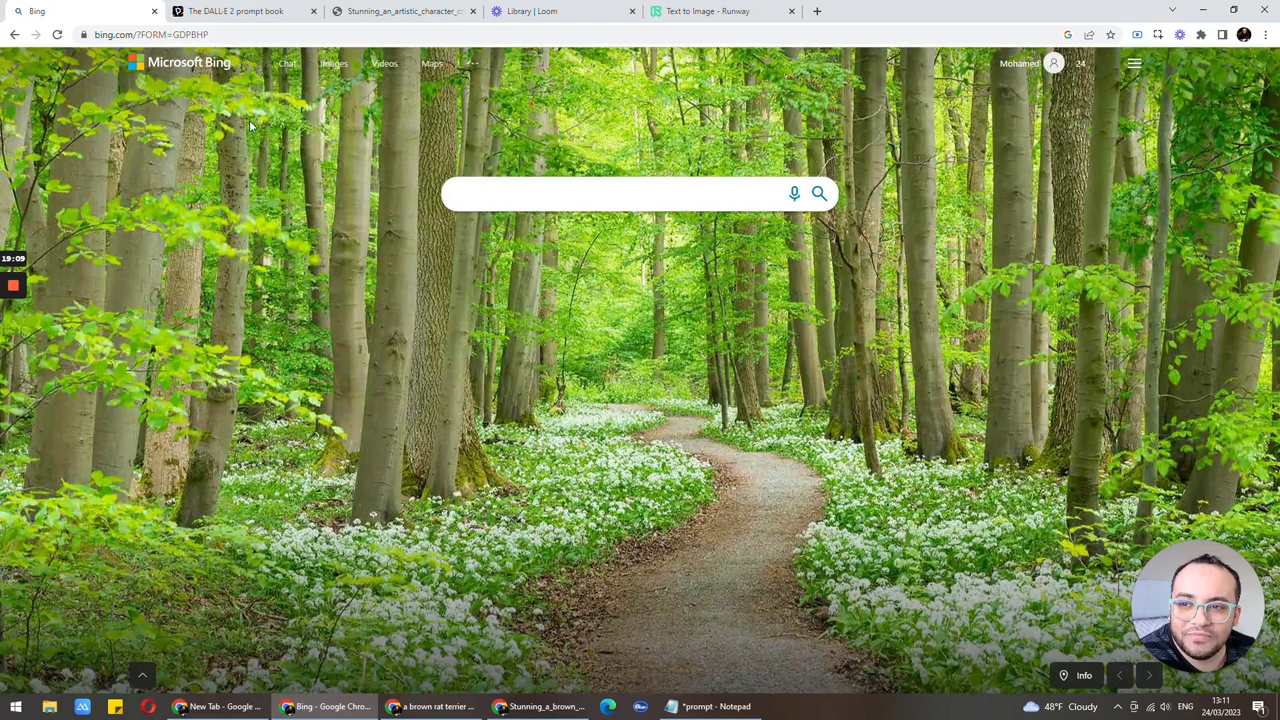 Bing
The DALL·E 2 prompt book
Stunning_an_artistic_character_co
Library | Loom
Text to Image - Runway
bing.com/?FORM=GDPBHP
Microsoft Bing
Chat
Images
Videos
Maps
Mohamed
24
19:09
Info
New Tab - Google ...
Bing - Google Chro...
a brown rat terrier ...
Stunning_a_brown_...
*prompt - Notepad
48°F Cloudy
ENG
13:11
24/03/2023